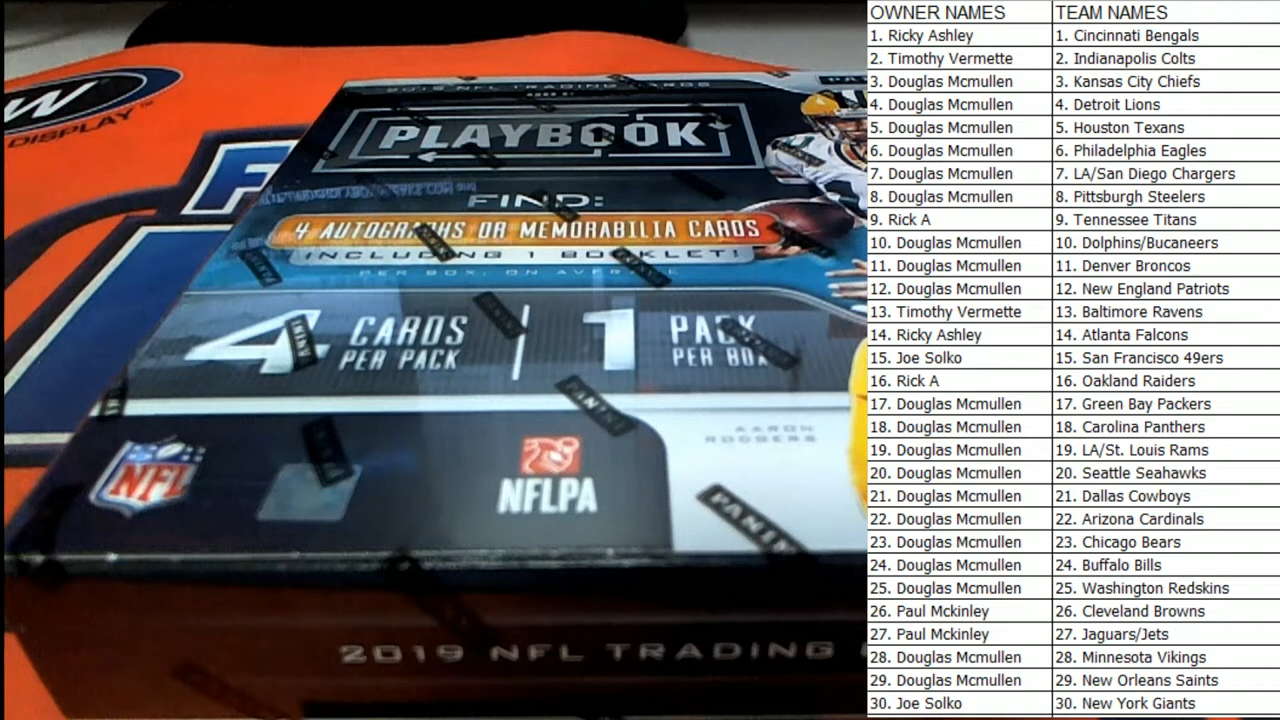 W
DISPLAY™
F
2019 NFL TRADING CARDS
PLAYBOOK
FIND:
4 AUTOGRAPHS OR MEMORABILIA CARDS
INCLUDING 1 BOOKLET!
PER BOX, ON AVERAGE
4 CARDS PER PACK
1 PACK PER BOX
AARON
RODGERS
NFL
NFLPA
PANINI
2019 NFL TRADING
OWNER NAMES TEAM NAMES
1. Ricky Ashley 1. Cincinnati Bengals
2. Timothy Vermette 2. Indianapolis Colts
3. Douglas Mcmullen 3. Kansas City Chiefs
4. Douglas Mcmullen 4. Detroit Lions
5. Douglas Mcmullen 5. Houston Texans
6. Douglas Mcmullen 6. Philadelphia Eagles
7. Douglas Mcmullen 7. LA/San Diego Chargers
8. Douglas Mcmullen 8. Pittsburgh Steelers
9. Rick A 9. Tennessee Titans
10. Douglas Mcmullen 10. Dolphins/Bucaneers
11. Douglas Mcmullen 11. Denver Broncos
12. Douglas Mcmullen 12. New England Patriots
13. Timothy Vermette 13. Baltimore Ravens
14. Ricky Ashley 14. Atlanta Falcons
15. Joe Solko 15. San Francisco 49ers
16. Rick A 16. Oakland Raiders
17. Douglas Mcmullen 17. Green Bay Packers
18. Douglas Mcmullen 18. Carolina Panthers
19. Douglas Mcmullen 19. LA/St. Louis Rams
20. Douglas Mcmullen 20. Seattle Seahawks
21. Douglas Mcmullen 21. Dallas Cowboys
22. Douglas Mcmullen 22. Arizona Cardinals
23. Douglas Mcmullen 23. Chicago Bears
24. Douglas Mcmullen 24. Buffalo Bills
25. Douglas Mcmullen 25. Washington Redskins
26. Paul Mckinley 26. Cleveland Browns
27. Paul Mckinley 27. Jaguars/Jets
28. Douglas Mcmullen 28. Minnesota Vikings
29. Douglas Mcmullen 29. New Orleans Saints
30. Joe Solko 30. New York Giants